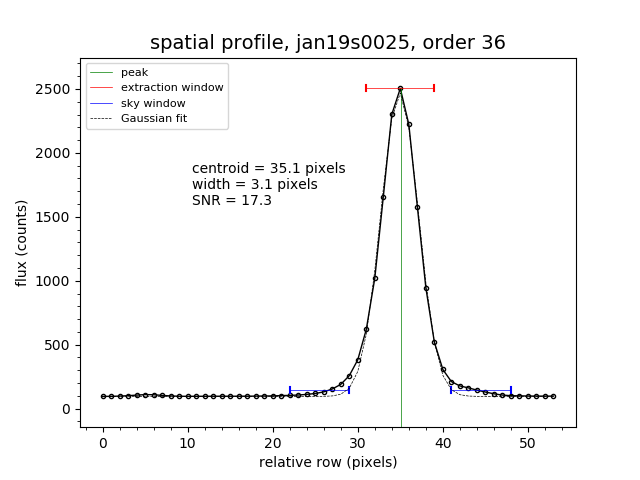 spatial profile, jan19s0025, order 36
peak
extraction window
sky window
Gaussian fit
centroid = 35.1 pixels
width = 3.1 pixels
SNR = 17.3
flux (counts)
2500
2000
1500
1000
500
0
0 10 20 30 40 50
relative row (pixels)